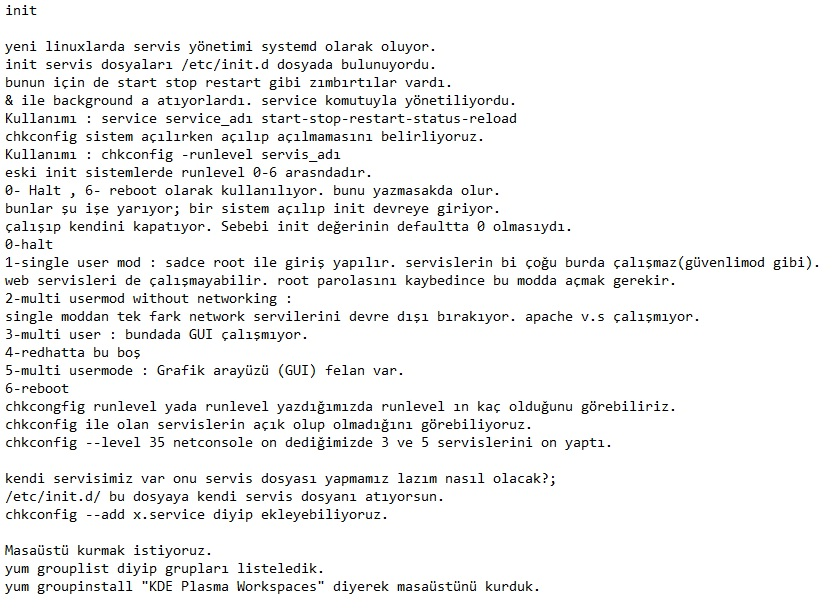 init
yeni linuxlarda servis yönetimi systemd olarak oluyor.
init servis dosyaları /etc/init.d dosyada bulunuyordu.
bunun için de start stop restart gibi zımbırtılar vardı.
& ile background a atıyorlardı. service komutuyla yönetiliyordu.
Kullanımı : service service_adı start-stop-restart-status-reload
chkconfig sistem açılırken açılıp açılmamasını belirliyoruz.
Kullanımı : chkconfig -runlevel servis_adı
eski init sistemlerde runlevel 0-6 arasndadır.
0- Halt , 6- reboot olarak kullanılıyor. bunu yazmasakda olur.
bunlar şu işe yarıyor; bir sistem açılıp init devreye giriyor.
çalışıp kendini kapatıyor. Sebebi init değerinin defaultta 0 olmasıydı.
0-halt
1-single user mod : sadce root ile giriş yapılır. servislerin bi çoğu burda çalışmaz(güvenlimod gibi).
web servisleri de çalışmayabilir. root parolasını kaybedince bu modda açmak gerekir.
2-multi usermod without networking :
single moddan tek fark network servilerini devre dışı bırakıyor. apache v.s çalışmıyor.
3-multi user : bundada GUI çalışmıyor.
4-redhatta bu boş
5-multi usermode : Grafik arayüzü (GUI) felan var.
6-reboot
chkcongfig runlevel yada runlevel yazdığımızda runlevel ın kaç olduğunu görebiliriz.
chkconfig ile olan servislerin açık olup olmadığını görebiliyoruz.
chkconfig --level 35 netconsole on dediğimizde 3 ve 5 servislerini on yaptı.
kendi servisimiz var onu servis dosyası yapmamız lazım nasıl olacak?;
/etc/init.d/ bu dosyaya kendi servis dosyanı atıyorsun.
chkconfig --add x.service diyip ekleyebiliyoruz.
Masaüstü kurmak istiyoruz.
yum grouplist diyip grupları listeledik.
yum groupinstall "KDE Plasma Workspaces" diyerek masaüstünü kurduk.